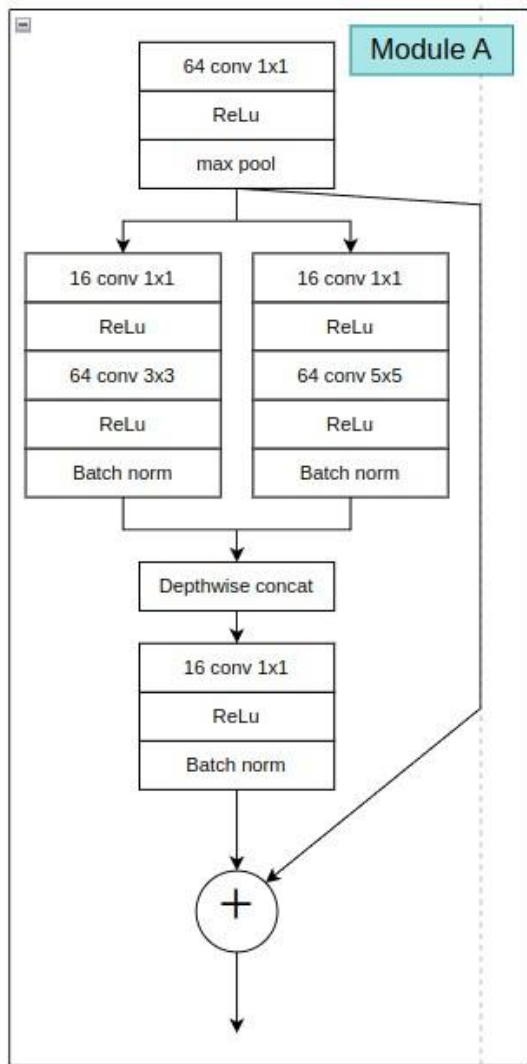 Module A
64 conv 1x1
ReLu
max pool
16 conv 1x1
ReLu
64 conv 3x3
ReLu
Batch norm
16 conv 1x1
ReLu
64 conv 5x5
ReLu
Batch norm
Depthwise concat
16 conv 1x1
ReLu
Batch norm
+